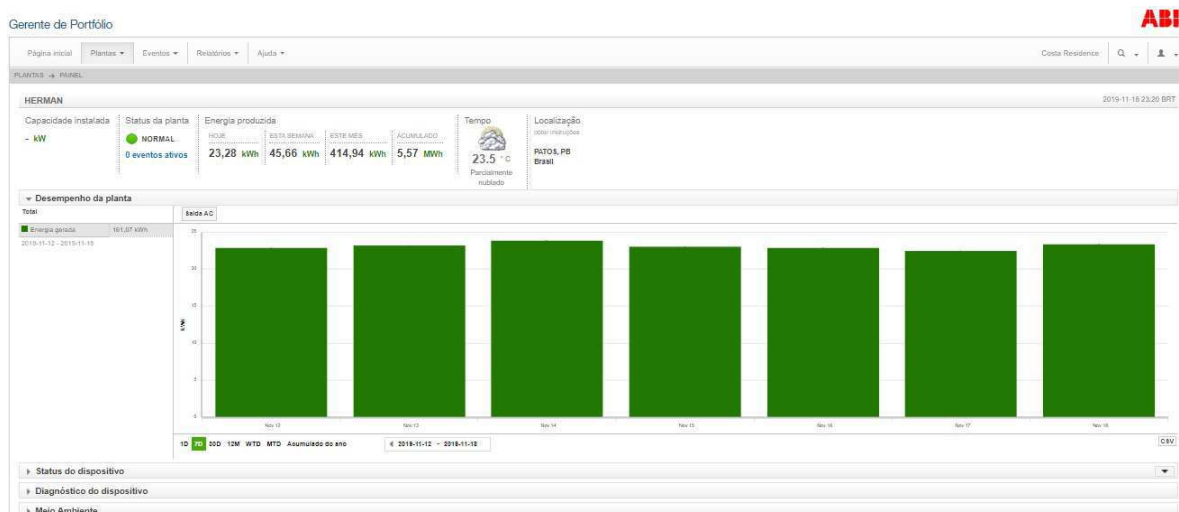 Gerente de Portfólio
ABB
Página inicial Plantas Eventos Relatórios Ajuda Costa Residence
PLANTAS → PAINEL
HERMAN 2019-11-18 23:20 BRT
Capacidade instalada Status da planta Energia produzida Tempo Localização
obter instruções
- kW NORMAL HOJE ESTA SEMANA ESTE MÊS ACUMULADO
0 eventos ativos 23,28 kWh 45,66 kWh 414,94 kWh 5,57 MWh 23.5 °C PATOS, PB
Brasil
Parcialmente
nublado
Desempenho da planta
Total Saída AC
Energia gerada 161,07 kWh
2019-11-12 - 2019-11-18
25
20
15
10
5
0
kWh
Nov 12 Nov 13 Nov 14 Nov 15 Nov 16 Nov 17 Nov 18
1D 7D 30D 12M WTD MTD Acumulado do ano 2019-11-12 - 2019-11-18 CSV
Status do dispositivo
Diagnóstico do dispositivo
Meio Ambiente